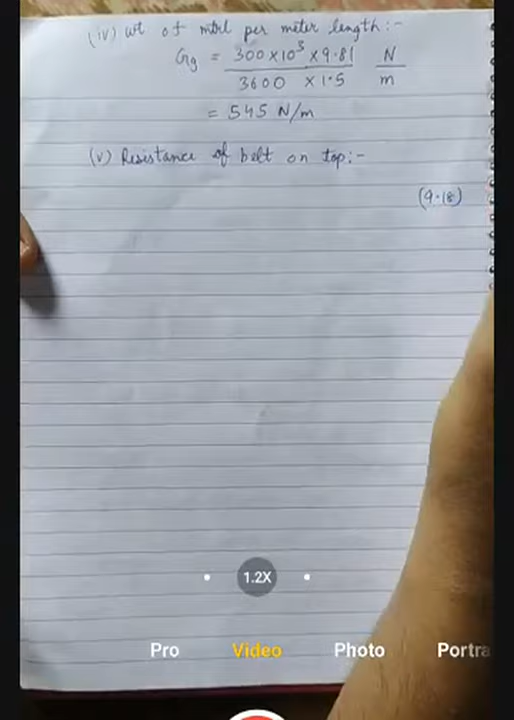 (iv) wt of mtrl per meter length:-
Gg = 300 x 10³ x 9.81 / 3600 x 1.5 N/m
= 545 N/m
(v) Resistance of belt on top:-
(9.18)
1.2X
Pro Video Photo Portra